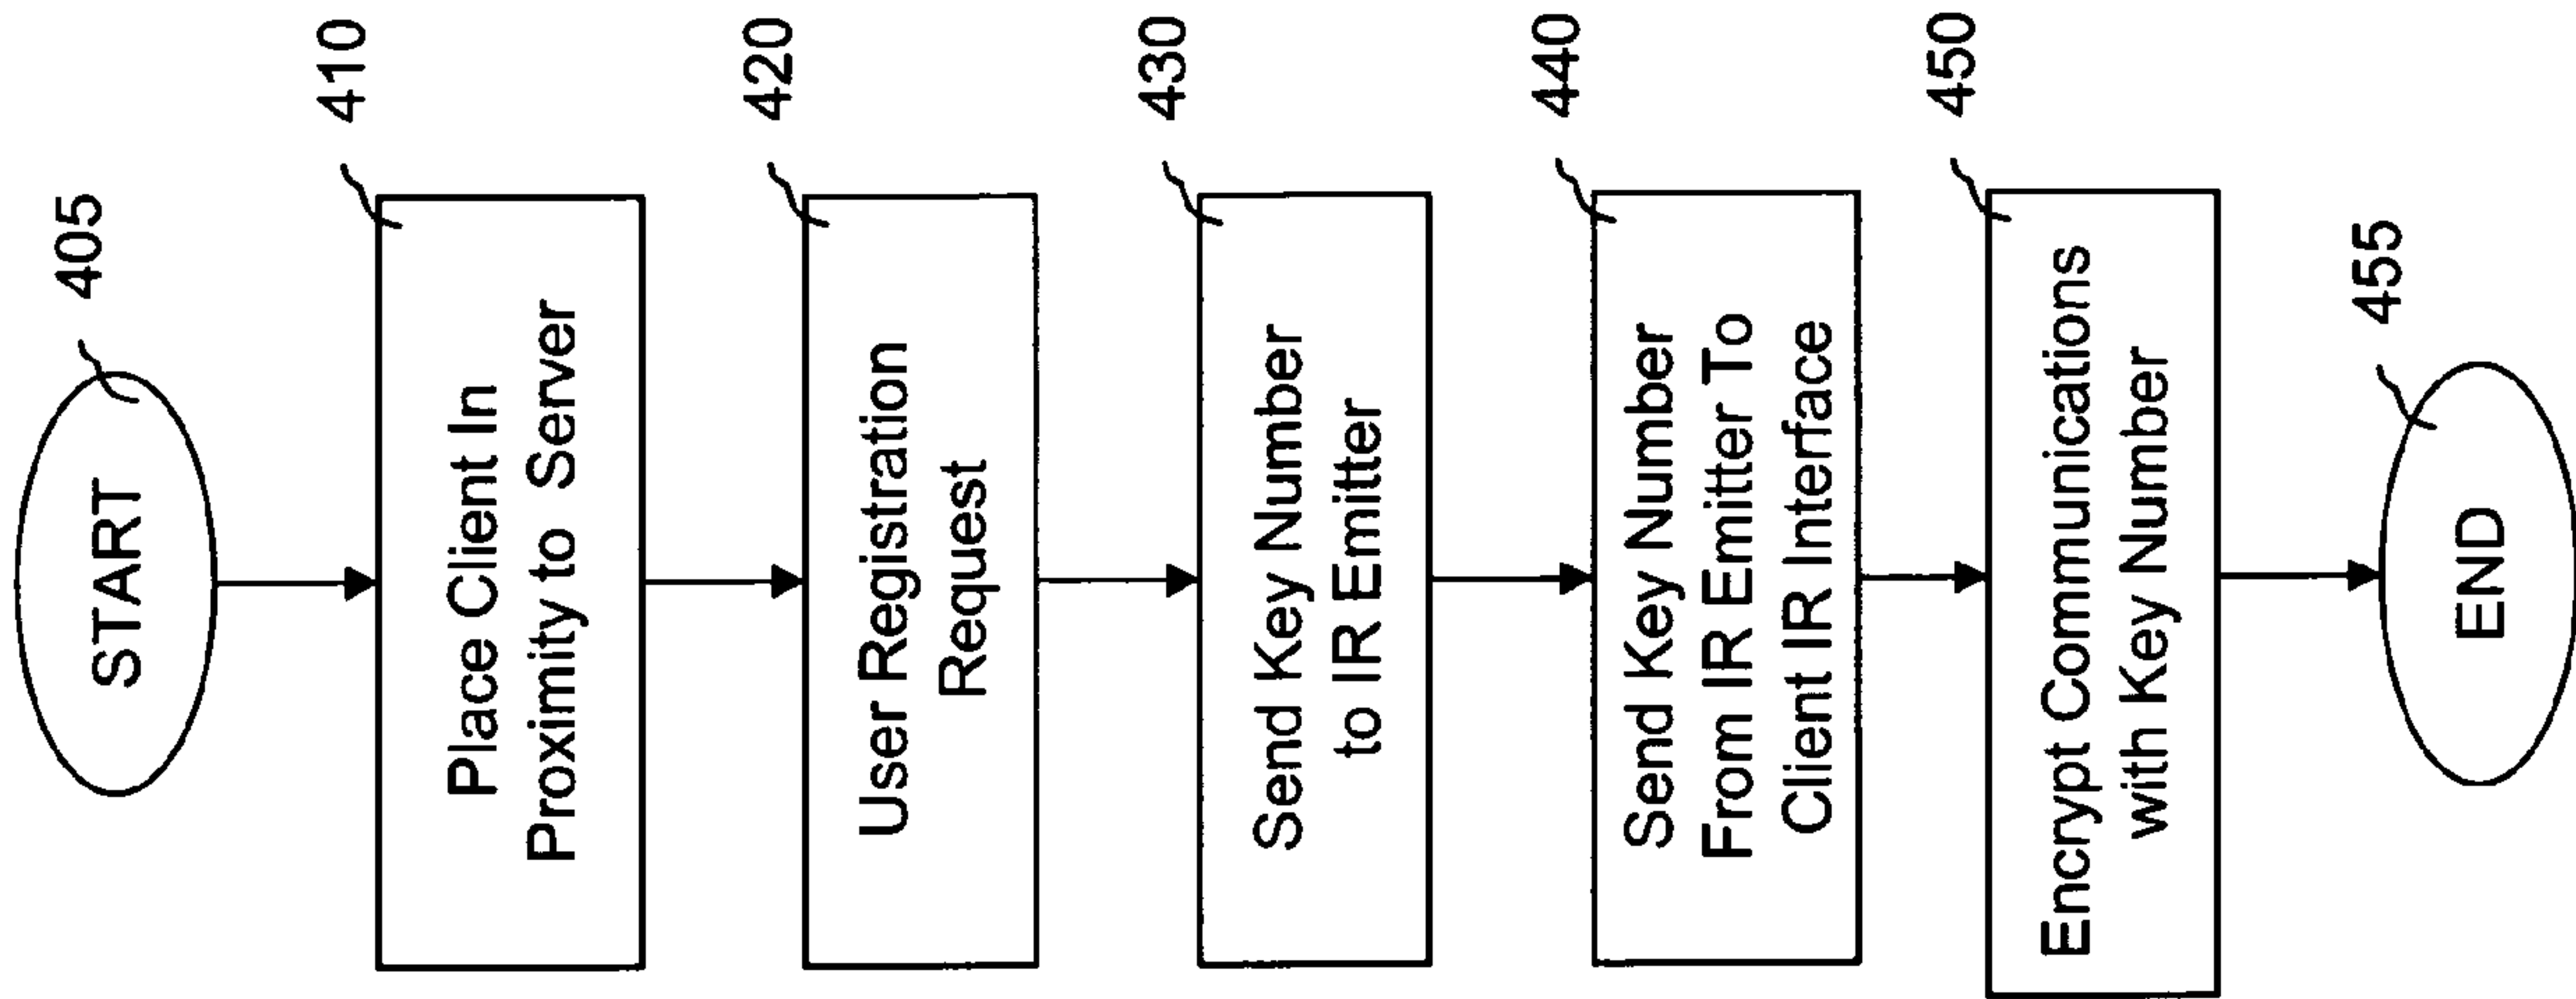 START
405
Place Client In
Proximity to Server
410
User Registration
Request
420
Send Key Number
to IR Emitter
430
Send Key Number
From IR Emitter To
Client IR Interface
440
Encrypt Communications
with Key Number
450
END
455